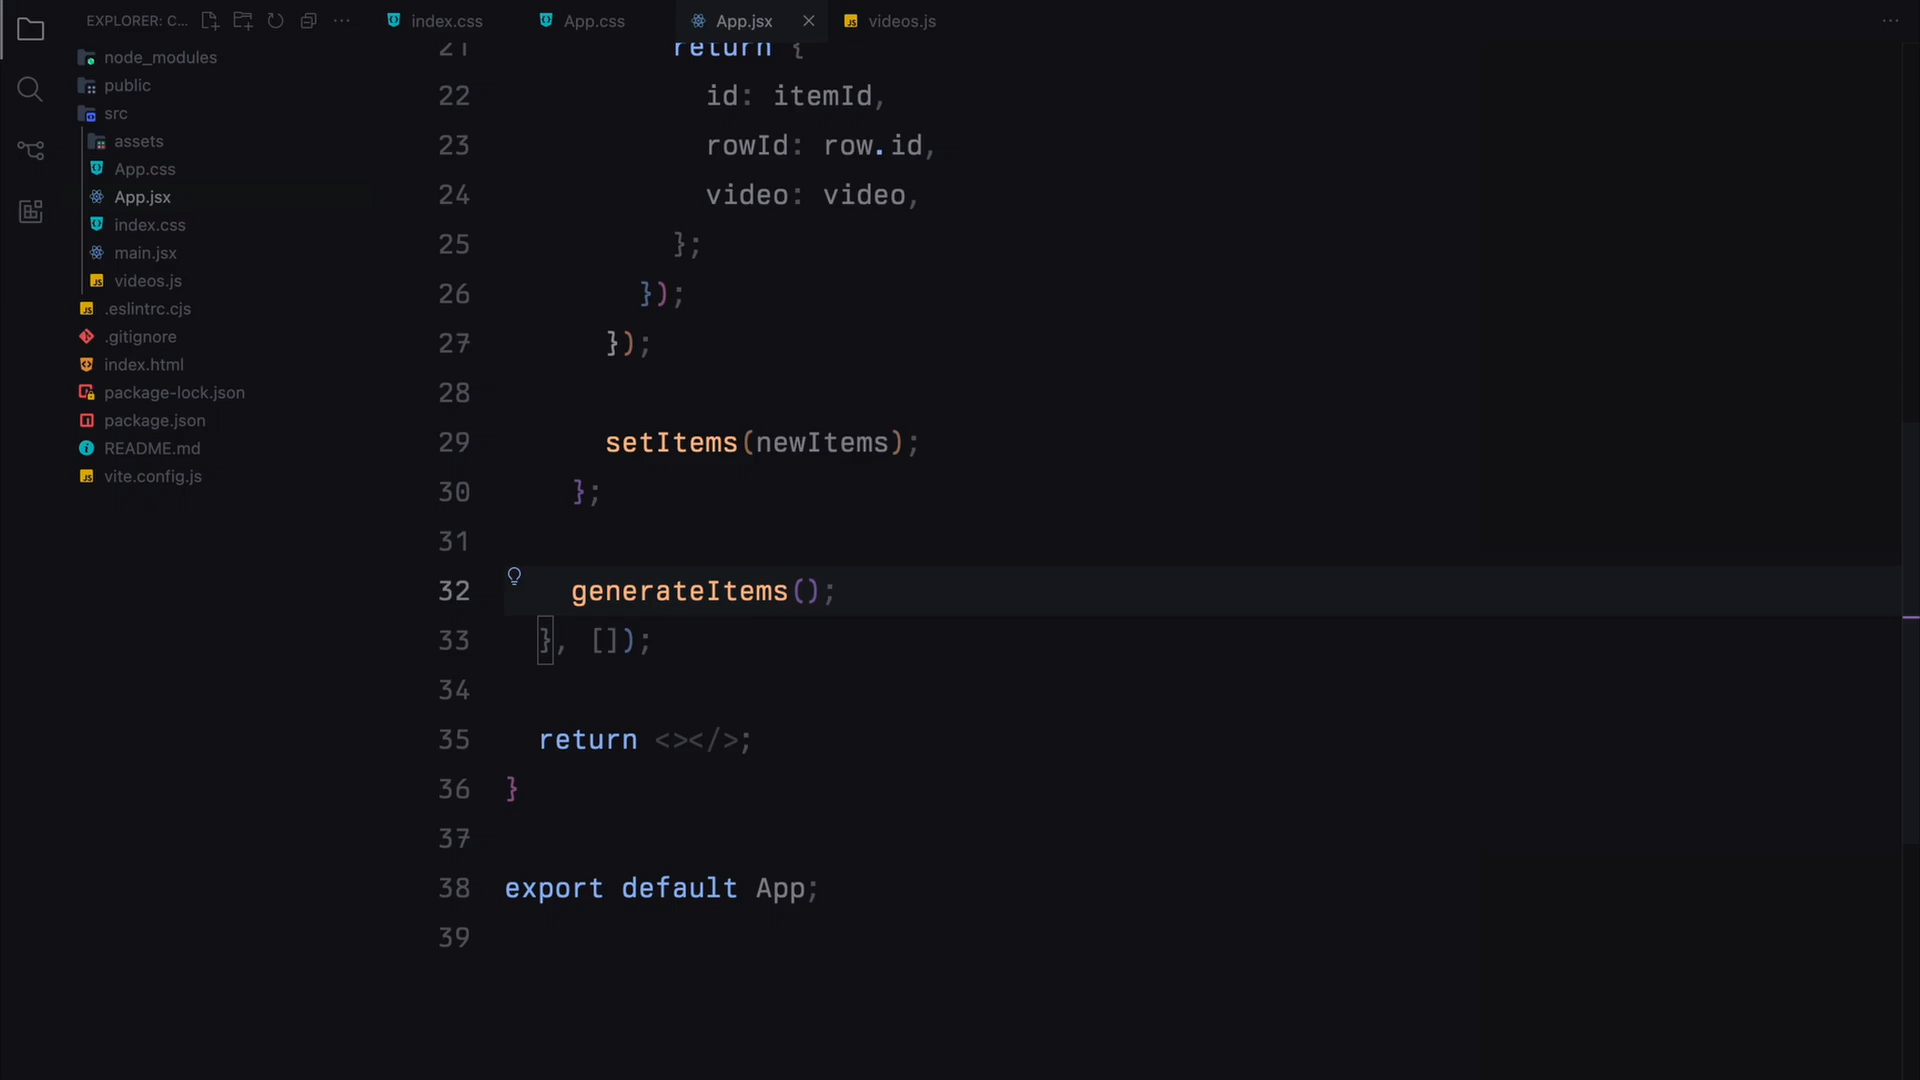 EXPLORER: C...
node_modules
public
src
assets
App.css
App.jsx
index.css
main.jsx
videos.js
.eslintrc.cjs
.gitignore
index.html
package-lock.json
package.json
README.md
vite.config.js
index.css
App.css
App.jsx
videos.js
21 return {
22 id: itemId,
23 rowId: row.id,
24 video: video,
25 };
26 });
27 });
28
29 setItems(newItems);
30 };
31
32 generateItems();
33 }, []);
34
35 return <></>;
36 }
37
38 export default App;
39